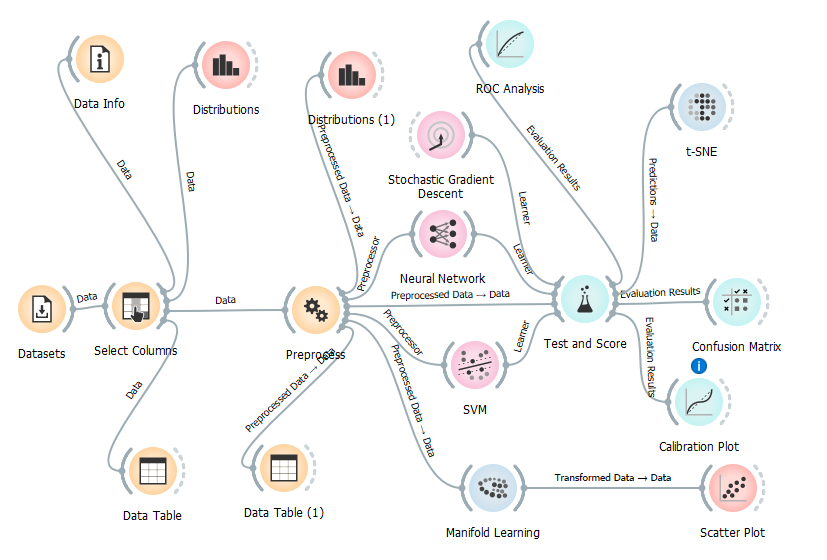 Data Info
Distributions
Distributions (1)
ROC Analysis
t-SNE
Stochastic Gradient
Descent
Neural Network
Datasets
Select Columns
Preprocess
Test and Score
Confusion Matrix
SVM
Calibration Plot
Data Table
Data Table (1)
Manifold Learning
Scatter Plot
Data
Data
Data
Data
Data
Preprocessed Data → Data
Preprocessor
Preprocessed Data → Data
Preprocessor
Preprocessed Data → Data
Preprocessed Data → Data
Learner
Learner
Learner
Evaluation Results
Predictions → Data
Evaluation Results
Evaluation Results
Transformed Data → Data
i